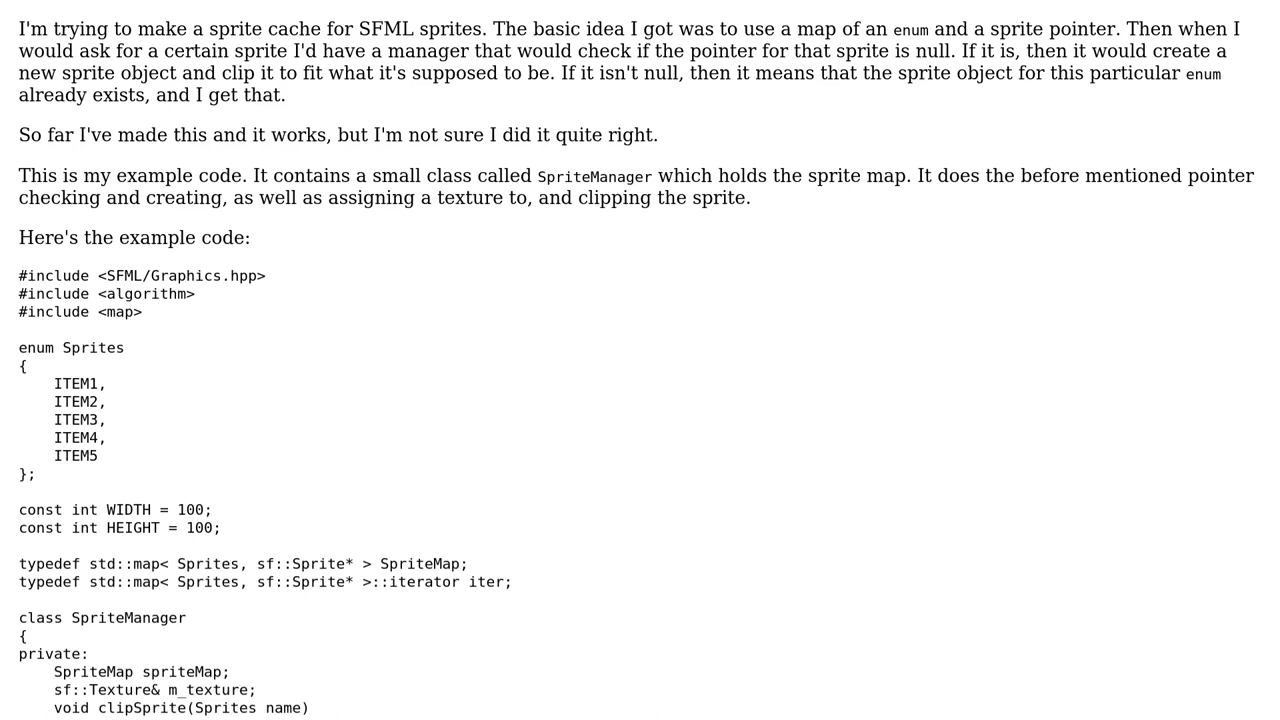 I'm trying to make a sprite cache for SFML sprites. The basic idea I got was to use a map of an enum and a sprite pointer. Then when I
would ask for a certain sprite I'd have a manager that would check if the pointer for that sprite is null. If it is, then it would create a
new sprite object and clip it to fit what it's supposed to be. If it isn't null, then it means that the sprite object for this particular enum
already exists, and I get that.
So far I've made this and it works, but I'm not sure I did it quite right.
This is my example code. It contains a small class called SpriteManager which holds the sprite map. It does the before mentioned pointer
checking and creating, as well as assigning a texture to, and clipping the sprite.
Here's the example code:
#include <SFML/Graphics.hpp>
#include <algorithm>
#include <map>
enum Sprites
{
    ITEM1,
    ITEM2,
    ITEM3,
    ITEM4,
    ITEM5
};
const int WIDTH = 100;
const int HEIGHT = 100;
typedef std::map< Sprites, sf::Sprite* > SpriteMap;
typedef std::map< Sprites, sf::Sprite* >::iterator iter;
class SpriteManager
{
private:
    SpriteMap spriteMap;
    sf::Texture& m_texture;
    void clipSprite(Sprites name)